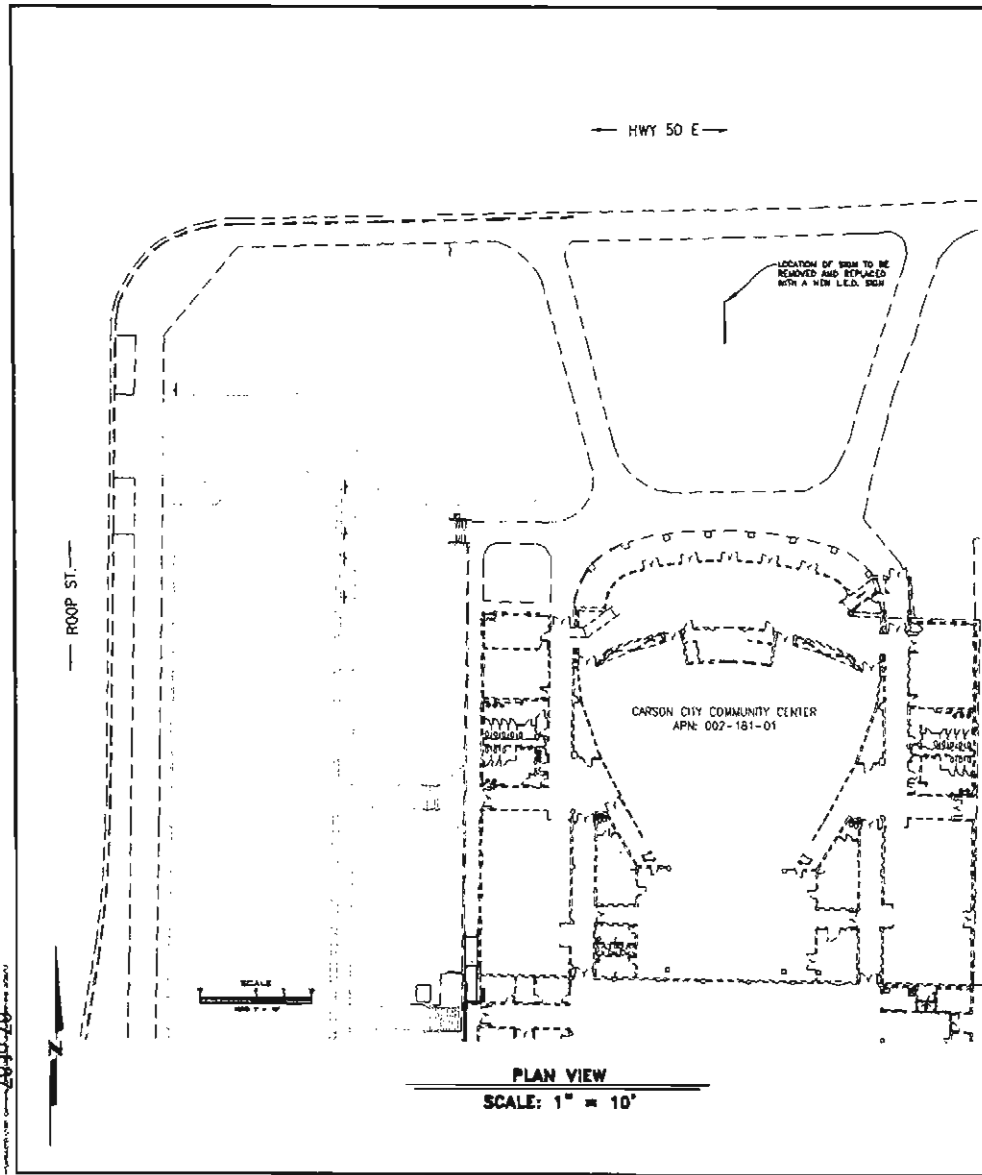 HWY 50 E
LOCATION OF SIGN TO BE
REMOVED AND REPLACED
WITH A NEW L.E.D. SIGN
ROOP ST.
CARSON CITY COMMUNITY CENTER
APN: 002-181-01
SCALE
N
PLAN VIEW
SCALE: 1" = 10'